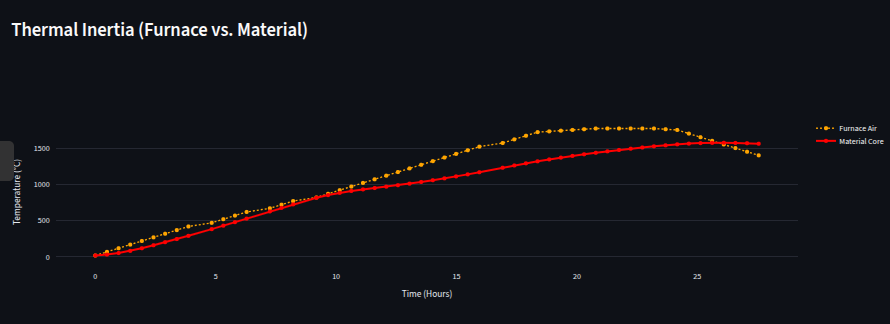 Thermal Inertia (Furnace vs. Material)
Furnace Air
Material Core
Temperature (°C)
1500
1000
500
0
0 5 10 15 20 25
Time (Hours)